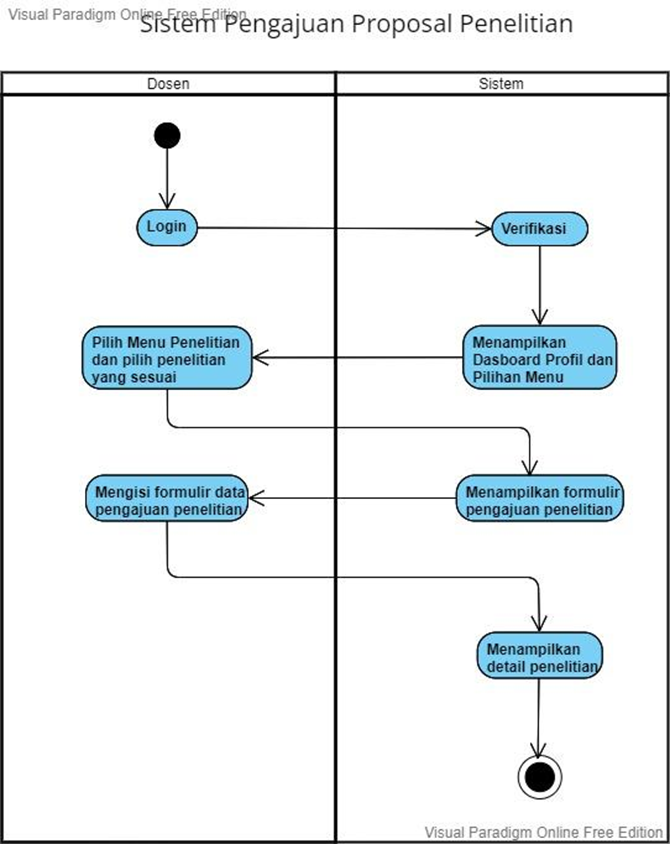 Visual Paradigm Online Free Edition
Sistem Pengajuan Proposal Penelitian
Dosen
Sistem
Login
Verifikasi
Pilih Menu Penelitian
dan pilih penelitian
yang sesuai
Menampilkan
Dasboard Profil dan
Pilihan Menu
Mengisi formulir data
pengajuan penelitian
Menampilkan formulir
pengajuan penelitian
Menampilkan
detail penelitian
Visual Paradigm Online Free Edition